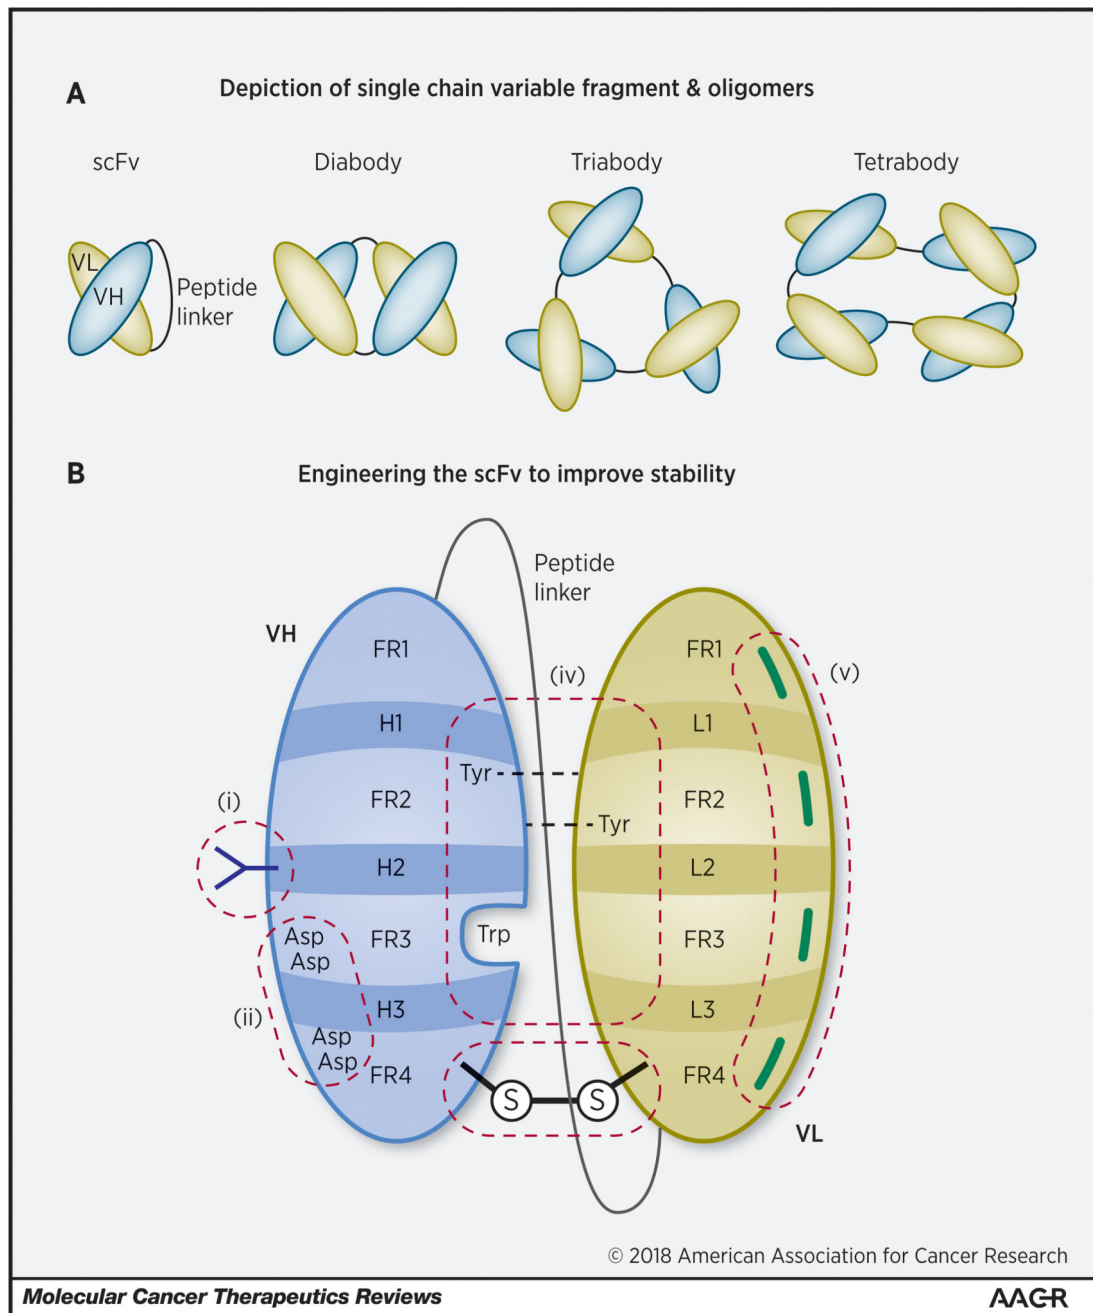 A
Depiction of single chain variable fragment & oligomers
scFv
Diabody
Triabody
Tetrabody
VL
VH
Peptide
linker
B
Engineering the scFv to improve stability
Peptide
linker
VH
FR1
FR1
(iv)
(v)
H1
L1
Tyr
FR2
FR2
(i)
Tyr
H2
L2
Asp
Asp
FR3
Trp
FR3
(ii)
H3
L3
Asp
Asp
FR4
FR4
S
S
VL
© 2018 American Association for Cancer Research
Molecular Cancer Therapeutics Reviews
AACR